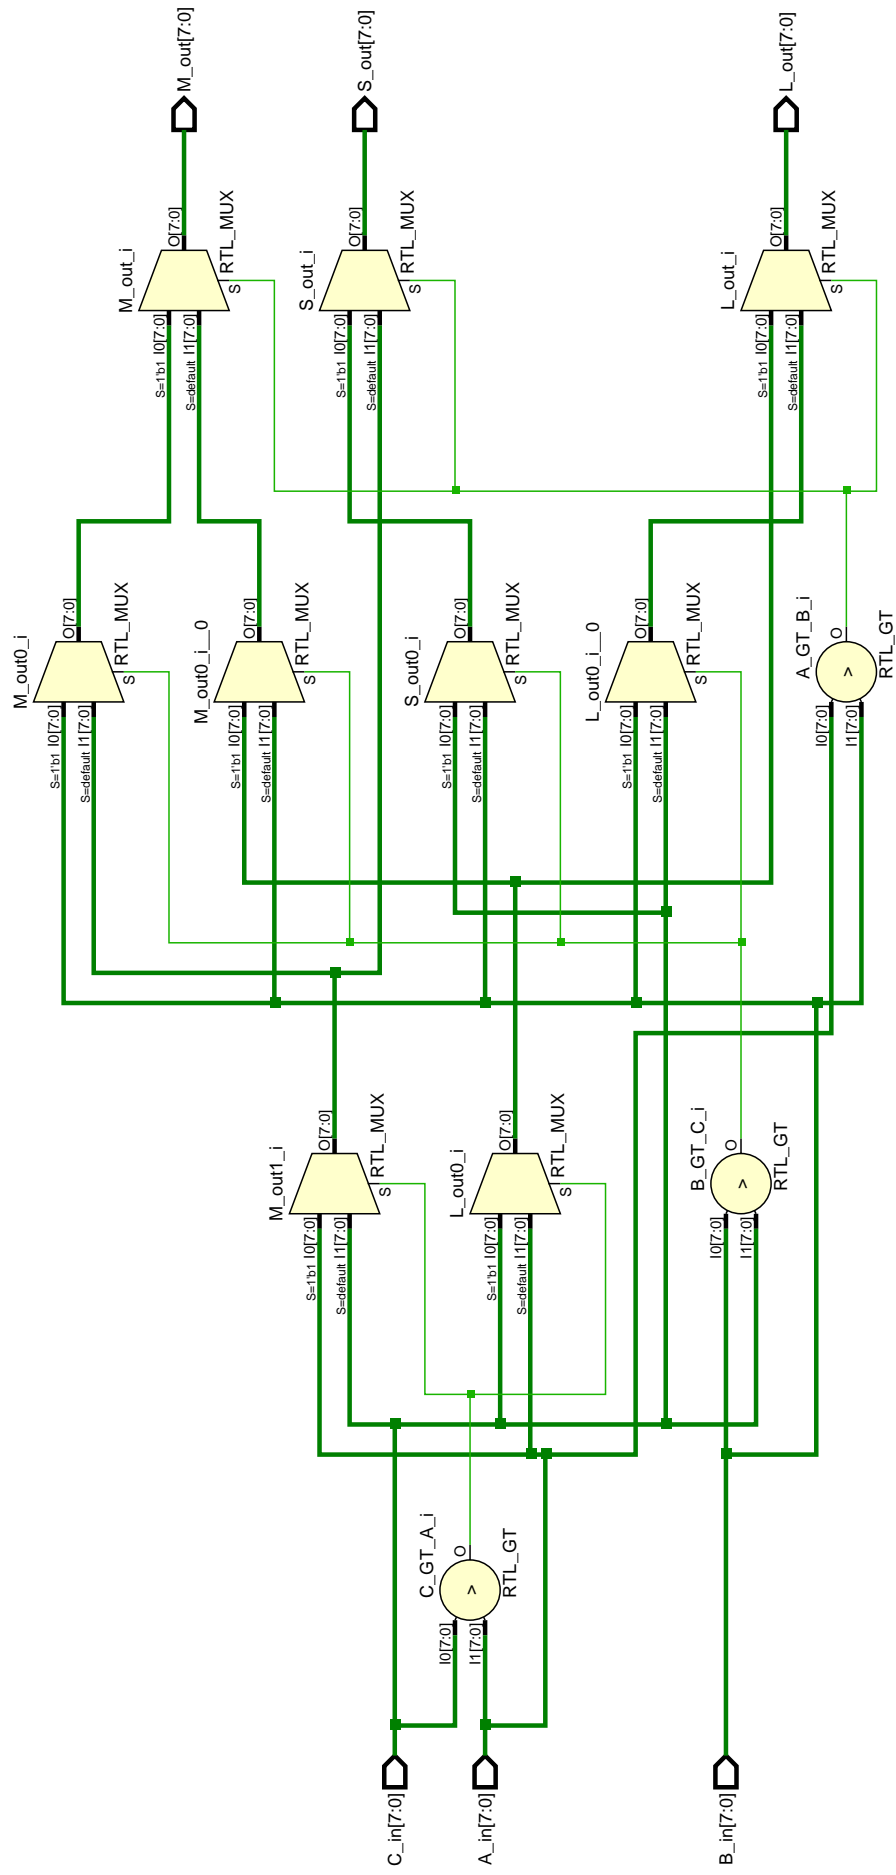 C_in[7:0]
A_in[7:0]
B_in[7:0]
C_GT_A_i
I0[7:0]
I1[7:0]
>
O
RTL_GT
M_out1_i
S=1'b1 I0[7:0]
S=default I1[7:0]
O[7:0]
S
RTL_MUX
L_out0_i
S=1'b1 I0[7:0]
S=default I1[7:0]
O[7:0]
S
RTL_MUX
B_GT_C_i
I0[7:0]
I1[7:0]
>
O
RTL_GT
M_out0_i
S=1'b1 I0[7:0]
S=default I1[7:0]
O[7:0]
S
RTL_MUX
M_out0_i__0
S=1'b1 I0[7:0]
S=default I1[7:0]
O[7:0]
S
RTL_MUX
S_out0_i
S=1'b1 I0[7:0]
S=default I1[7:0]
O[7:0]
S
RTL_MUX
L_out0_i__0
S=1'b1 I0[7:0]
S=default I1[7:0]
O[7:0]
S
RTL_MUX
A_GT_B_i
I0[7:0]
I1[7:0]
>
O
RTL_GT
M_out_i
S=1'b1 I0[7:0]
S=default I1[7:0]
O[7:0]
S
RTL_MUX
S_out_i
S=1'b1 I0[7:0]
S=default I1[7:0]
O[7:0]
S
RTL_MUX
L_out_i
S=1'b1 I0[7:0]
S=default I1[7:0]
O[7:0]
S
RTL_MUX
M_out[7:0]
S_out[7:0]
L_out[7:0]